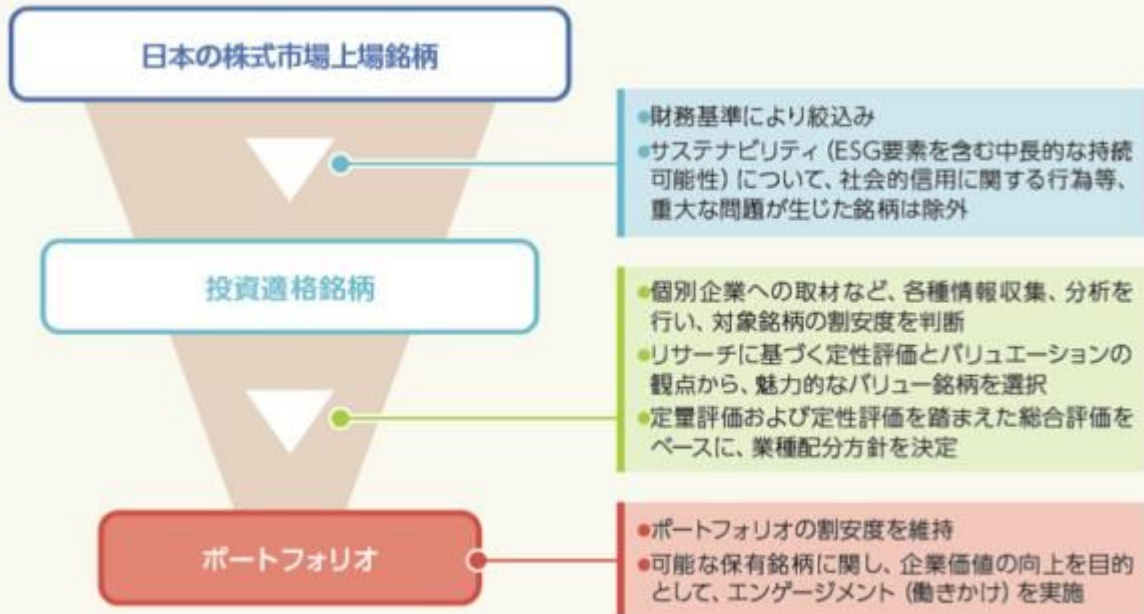 日本の株式市場上場銘柄
●財務基準により絞込み
●サステナビリティ(ESG要素を含む中長的な持続
可能性)について、社会的信用に関する行為等、
重大な問題が生じた銘柄は除外
投資適格銘柄
●個別企業への取材など、各種情報収集、分析を
行い、対象銘柄の割安度を判断
●リサーチに基づく定性評価とバリュエーションの
観点から、魅力的なバリュー銘柄を選択
●定量評価および定性評価を踏まえた総合評価を
ベースに、業種配分方針を決定
ポートフォリオ
●ポートフォリオの割安度を維持
●可能な保有銘柄に関し、企業価値の向上を目的
として、エンゲージメント(働きかけ)を実施